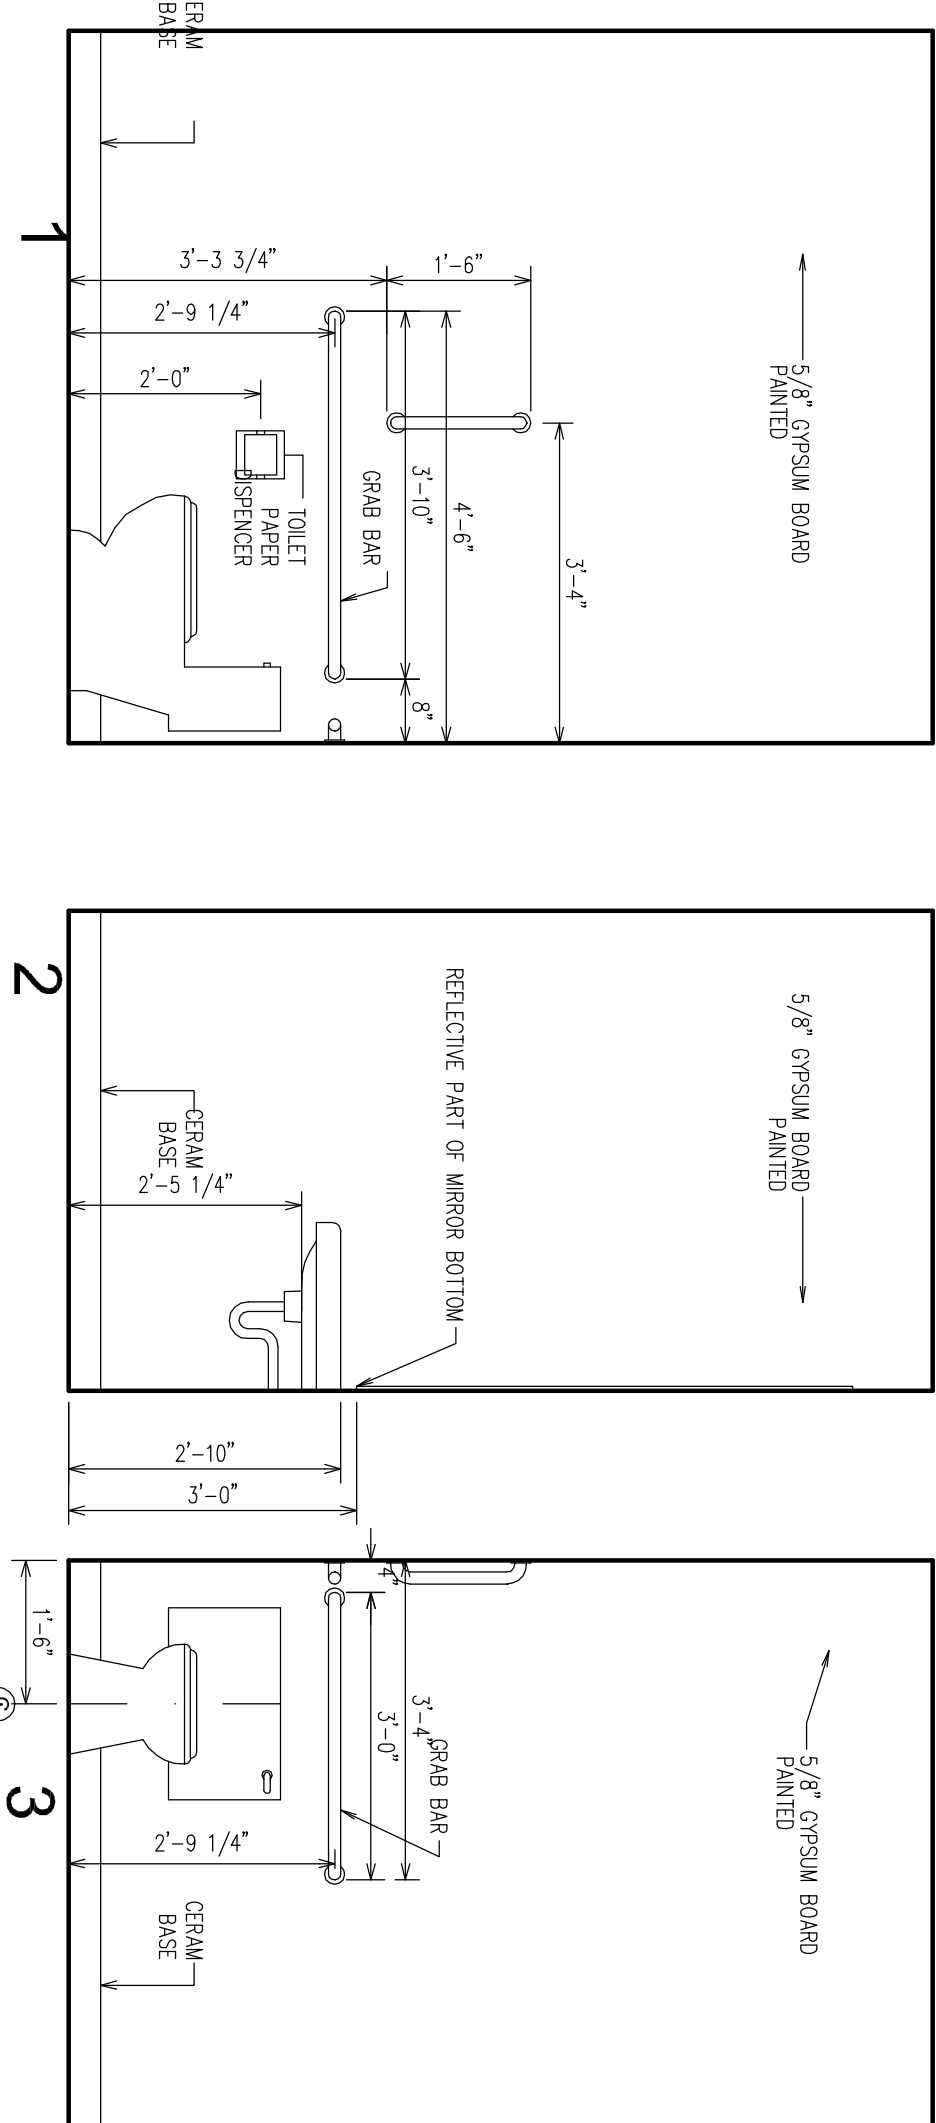 CERAM
BASE
1
3'-3 3/4"
1'-6"
2'-9 1/4"
2'-0"
5/8" GYPSUM BOARD
PAINTED
3'-4"
4'-6"
3'-10"
8"
GRAB BAR
TOILET
PAPER
DISPENCER
2
5/8" GYPSUM BOARD
PAINTED
REFLECTIVE PART OF MIRROR BOTTOM
CERAM
BASE
2'-5 1/4"
2'-10"
3'-0"
3
5/8" GYPSUM BOARD
PAINTED
4"
3'-4"
3'-0"
GRAB BAR
1'-6"
2'-9 1/4"
CERAM
BASE